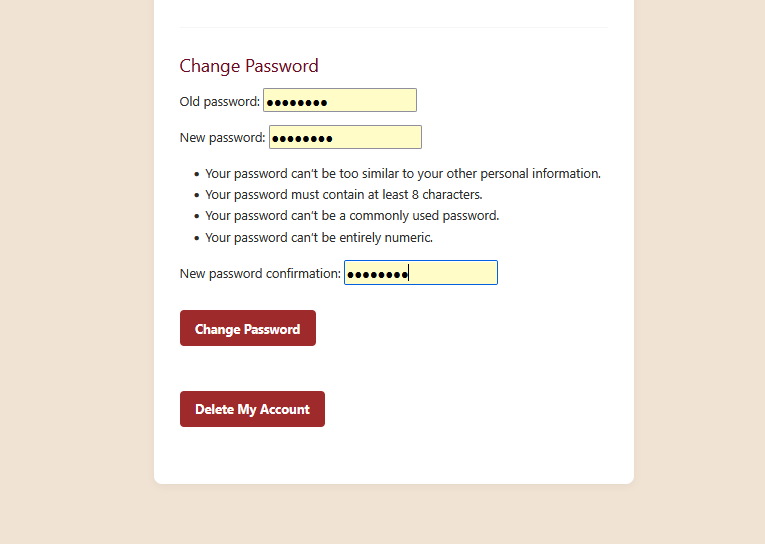 Change Password
Old password: ●●●●●●●●
New password: ●●●●●●●●
• Your password can't be too similar to your other personal information.
• Your password must contain at least 8 characters.
• Your password can't be a commonly used password.
• Your password can't be entirely numeric.
New password confirmation: ●●●●●●●●
Change Password
Delete My Account